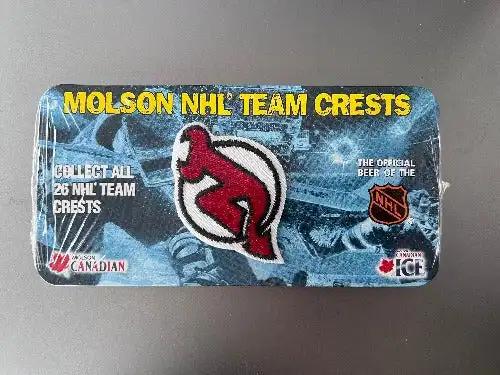 MOLSON NHL® TEAM CRESTS
COLLECT ALL
26 NHL® TEAM
CRESTS
THE OFFICIAL
BEER OF THE
NHL
MOLSON
CANADIAN
CANADIAN
ICE